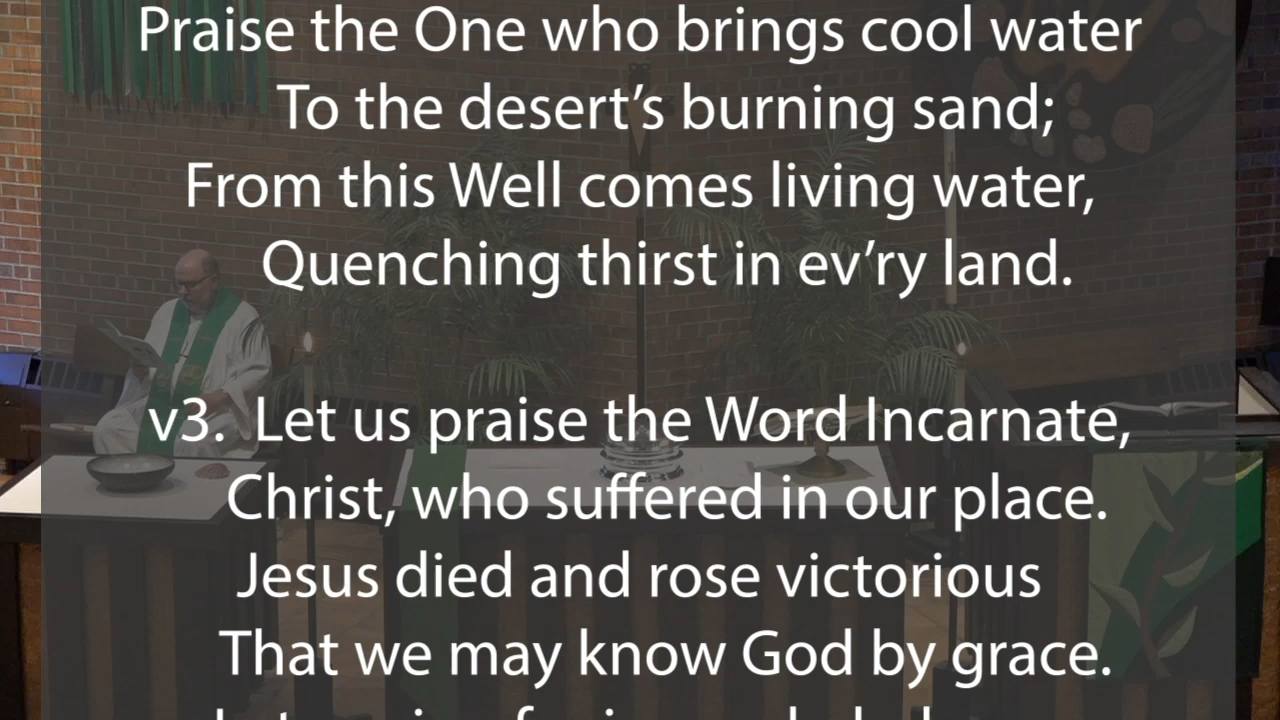 Praise the One who brings cool water
To the desert’s burning sand;
From this Well comes living water,
Quenching thirst in ev’ry land.
v3. Let us praise the Word Incarnate,
Christ, who suffered in our place.
Jesus died and rose victorious
That we may know God by grace.